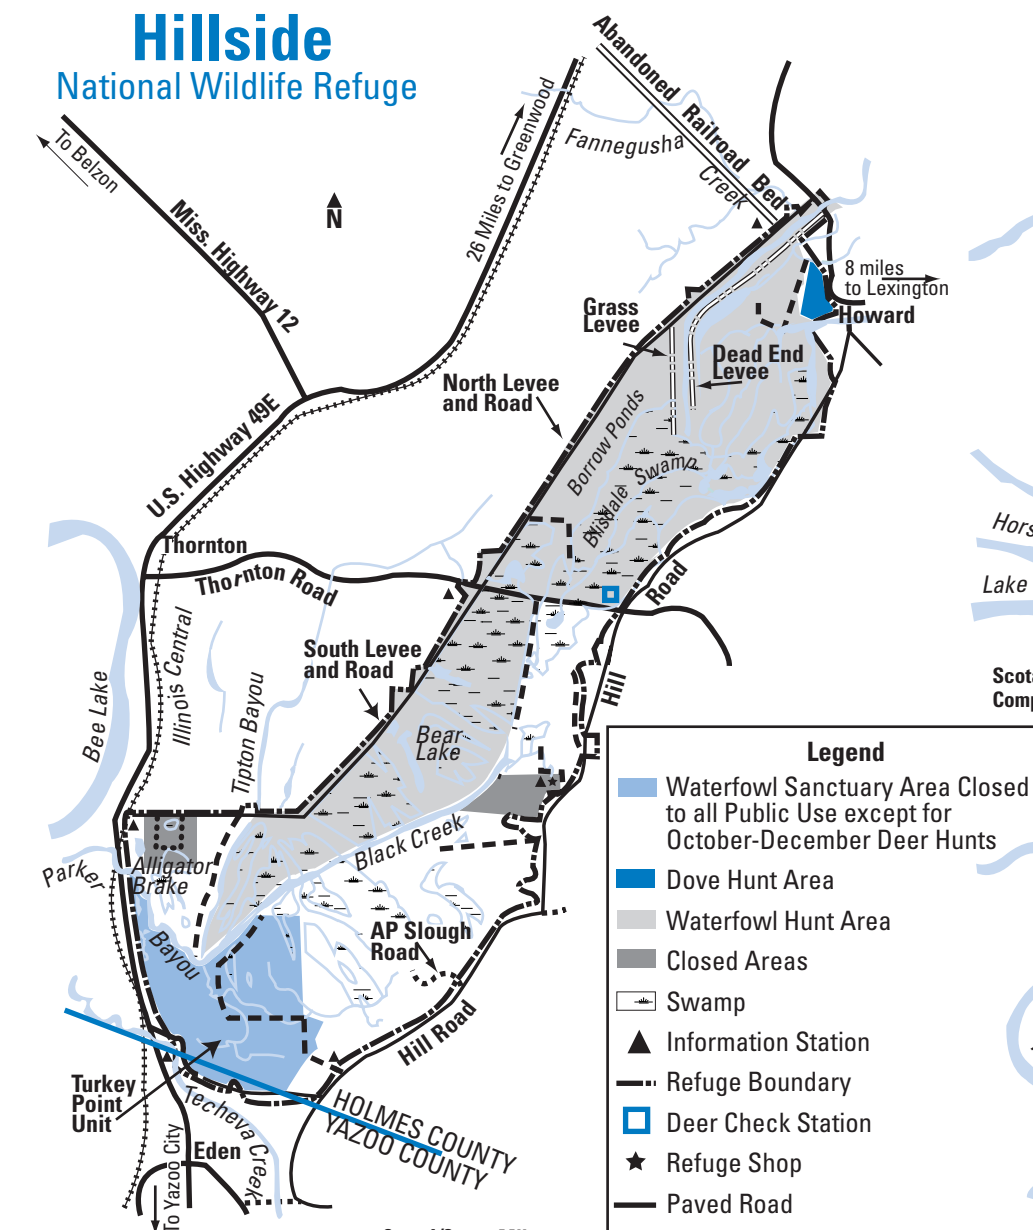 Hillside
National Wildlife Refuge
Abandoned Railroad Bed
To Belzon
Miss. Highway 12
26 Miles to Greenwood
Fannegusha
Creek
N
8 miles
to Lexington
Howard
Grass
Levee
Dead End
Levee
North Levee
and Road
Borrow Ponds
Blisdale Swamp
U.S. Highway 49E
Thornton
Thornton Road
Road
Hill
Lake
South Levee
and Road
Bee Lake
Illinois Central
Tipton Bayou
Bear
Lake
Black Creek
Parker
Alligator
Brake
Bayou
AP Slough
Road
Hill Road
Turkey
Point
Unit
Techeva Creek
HOLMES COUNTY
YAZOO COUNTY
Eden
To Yazoo City
Legend
Waterfowl Sanctuary Area Closed
to all Public Use except for
October-December Deer Hunts
Dove Hunt Area
Waterfowl Hunt Area
Closed Areas
Swamp
Information Station
Refuge Boundary
Deer Check Station
Refuge Shop
Paved Road